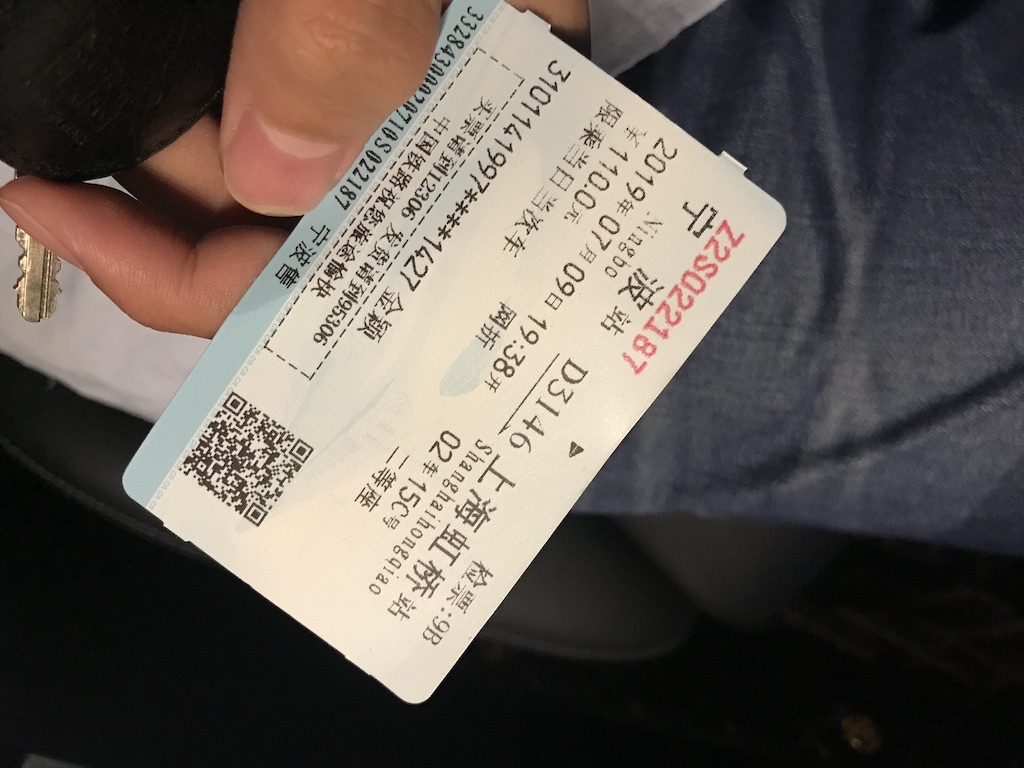 Z2S022187
检票:9B
宁波站 D3146 上海虹桥站
Ningbo Shanghaihongqiao
2019年07月09日19:38开 02车15C号
¥110.0元 网折 二等座
限乘当日当次车
3101141997****1427 金颖
买票请到12306 发货请到95306
中国铁路祝您旅途愉快
33284300020710S022187 宁波售